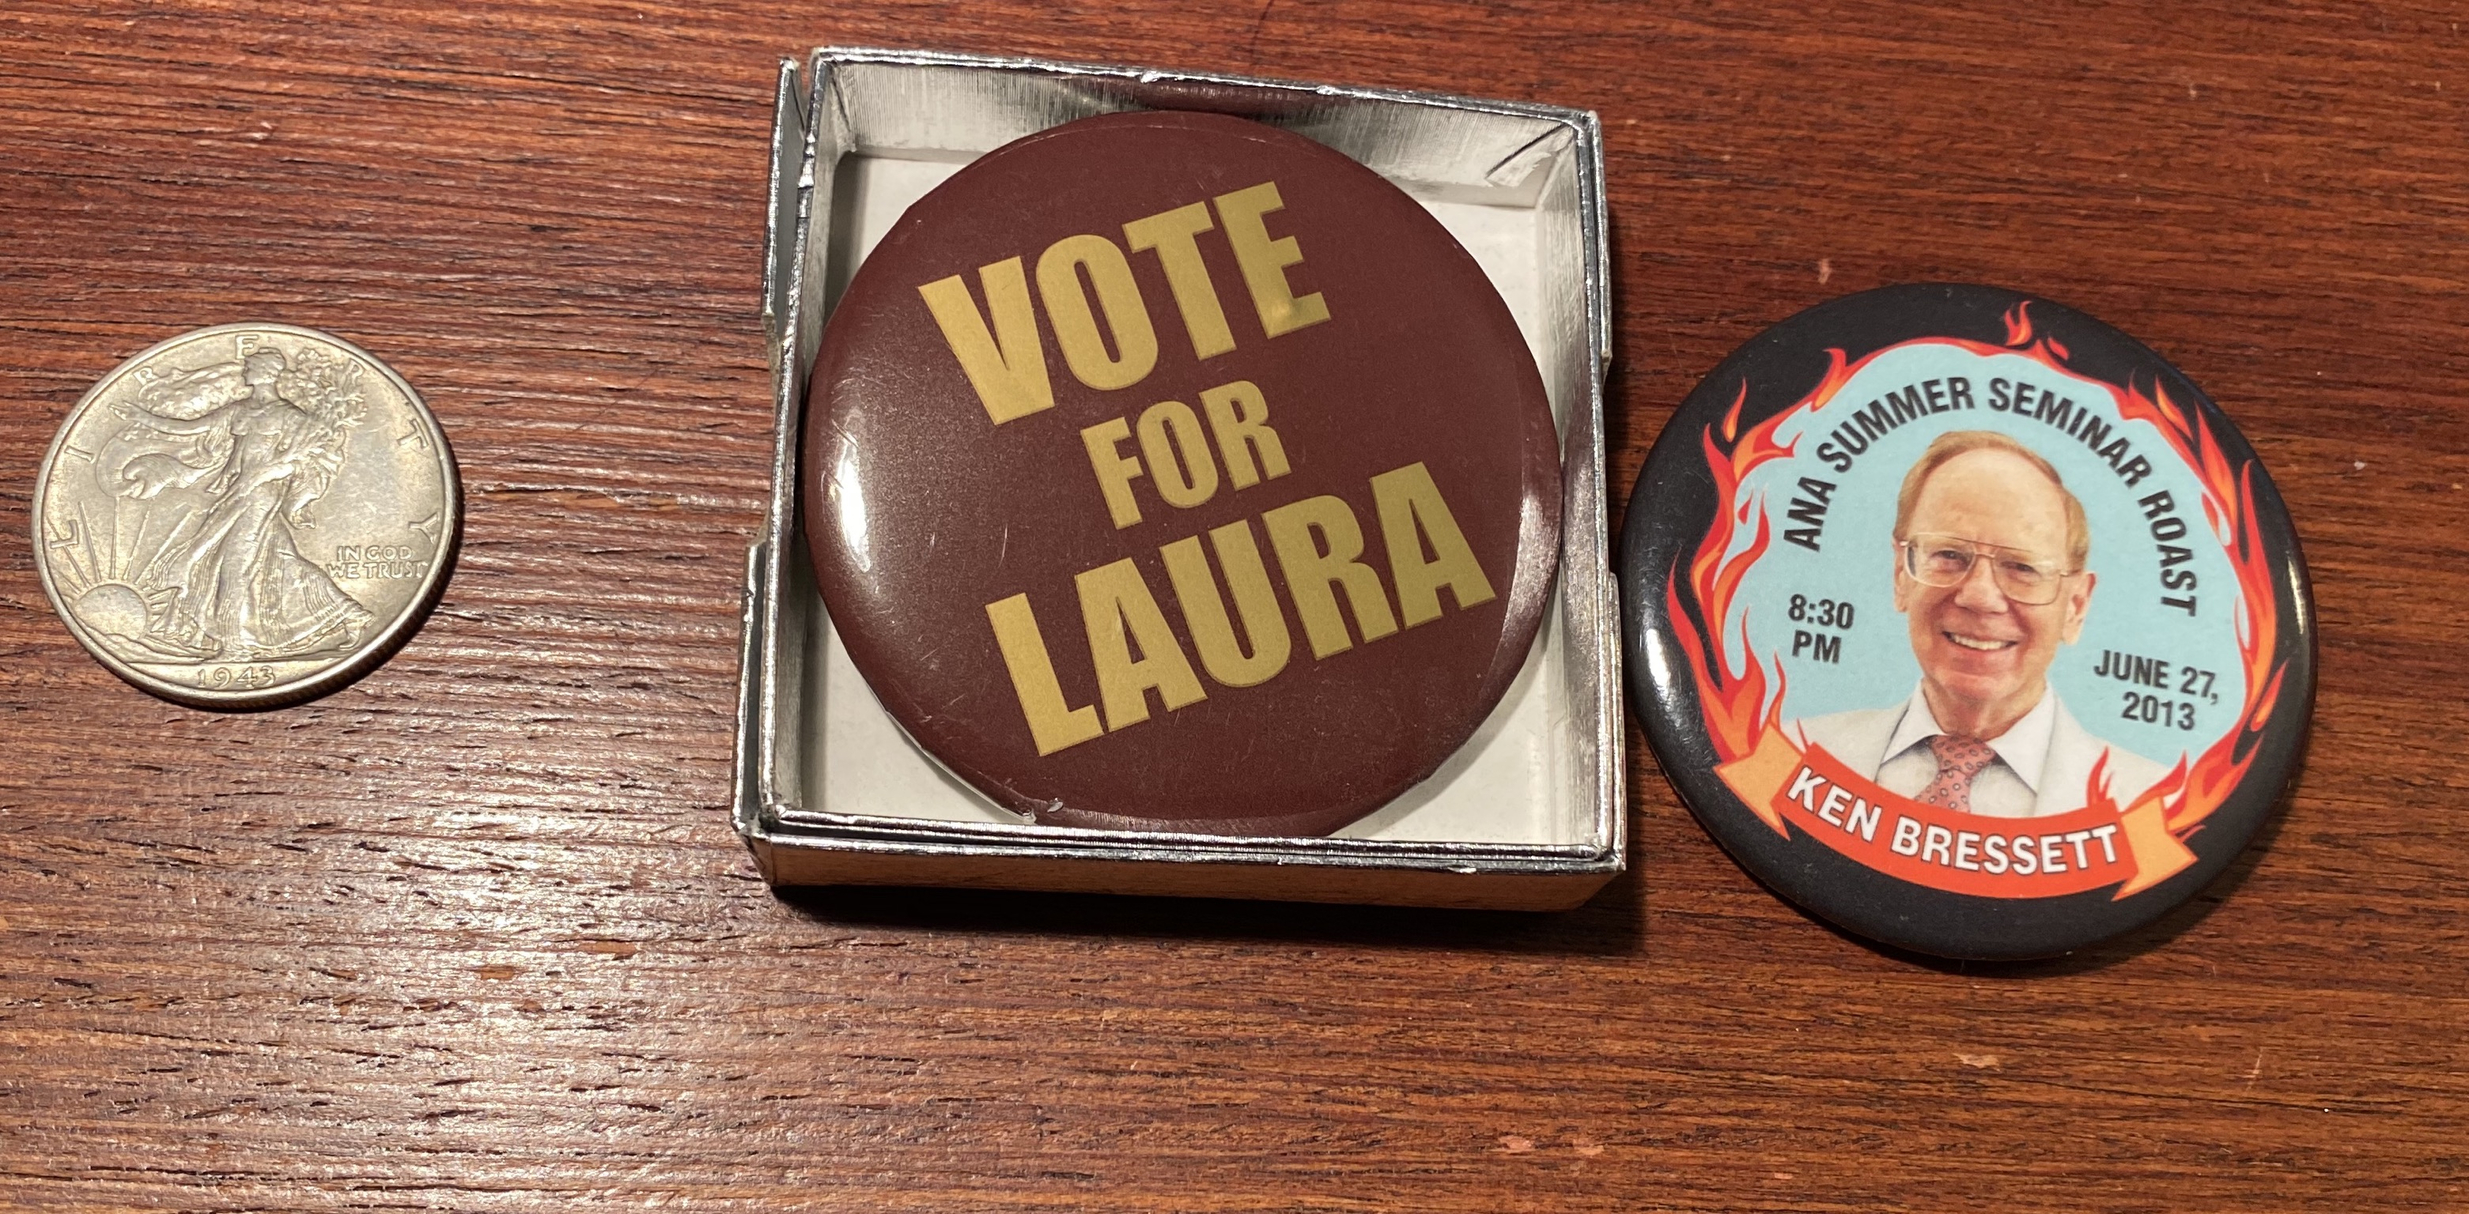 LIBERTY
IN GOD
WE TRUST
1943
VOTE
FOR
LAURA
ANA SUMMER SEMINAR ROAST
8:30
PM
JUNE 27,
2013
KEN BRESSETT